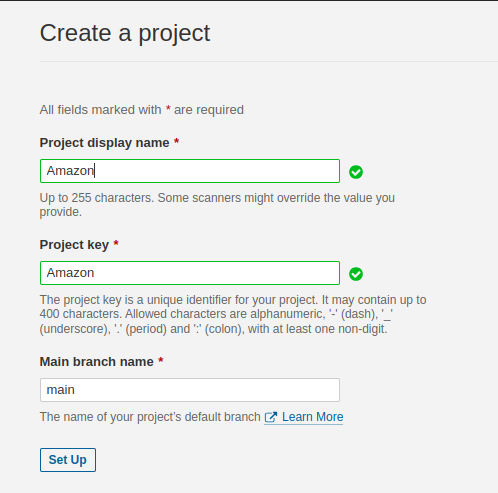 Create a project
All fields marked with * are required
Project display name *
Amazon
Up to 255 characters. Some scanners might override the value you
provide.
Project key *
Amazon
The project key is a unique identifier for your project. It may contain up to
400 characters. Allowed characters are alphanumeric, '-' (dash), '_'
(underscore), '.' (period) and ':' (colon), with at least one non-digit.
Main branch name *
main
The name of your project's default branch Learn More
Set Up